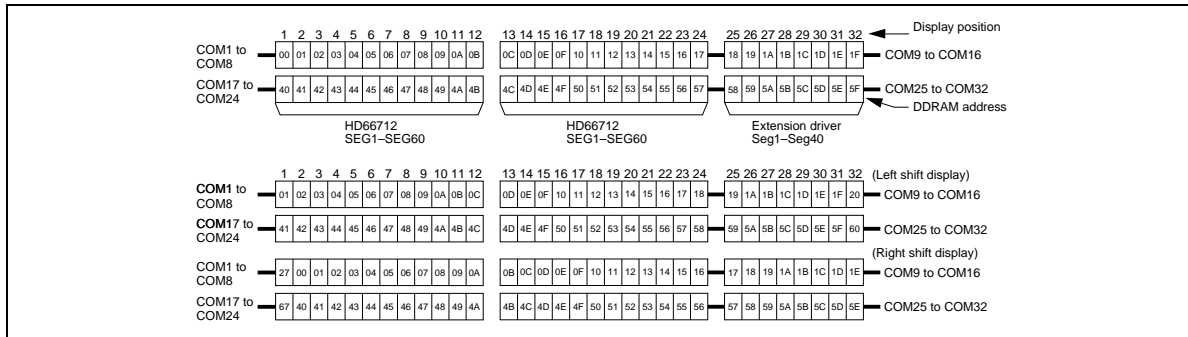 1 2 3 4 5 6 7 8 9 10 11 12 13 14 15 16 17 18 19 20 21 22 23 24 25 26 27 28 29 30 31 32 Display position
COM1 to COM8 00 01 02 03 04 05 06 07 08 09 0A 0B 0C 0D 0E 0F 10 11 12 13 14 15 16 17 18 19 1A 1B 1C 1D 1E 1F COM9 to COM16
COM17 to COM24 40 41 42 43 44 45 46 47 48 49 4A 4B 4C 4D 4E 4F 50 51 52 53 54 55 56 57 58 59 5A 5B 5C 5D 5E 5F COM25 to COM32
DDRAM address
HD66712 HD66712 Extension driver
SEG1–SEG60 SEG1–SEG60 Seg1–Seg40
1 2 3 4 5 6 7 8 9 10 11 12 13 14 15 16 17 18 19 20 21 22 23 24 25 26 27 28 29 30 31 32 (Left shift display)
COM1 to COM8 01 02 03 04 05 06 07 08 09 0A 0B 0C 0D 0E 0F 10 11 12 13 14 15 16 17 18 19 1A 1B 1C 1D 1E 1F 20 COM9 to COM16
COM17 to COM24 41 42 43 44 45 46 47 48 49 4A 4B 4C 4D 4E 4F 50 51 52 53 54 55 56 57 58 59 5A 5B 5C 5D 5E 5F 60 COM25 to COM32
(Right shift display)
COM1 to COM8 27 00 01 02 03 04 05 06 07 08 09 0A 0B 0C 0D 0E 0F 10 11 12 13 14 15 16 17 18 19 1A 1B 1C 1D 1E COM9 to COM16
COM17 to COM24 67 40 41 42 43 44 45 46 47 48 49 4A 4B 4C 4D 4E 4F 50 51 52 53 54 55 56 57 58 59 5A 5B 5C 5D 5E COM25 to COM32